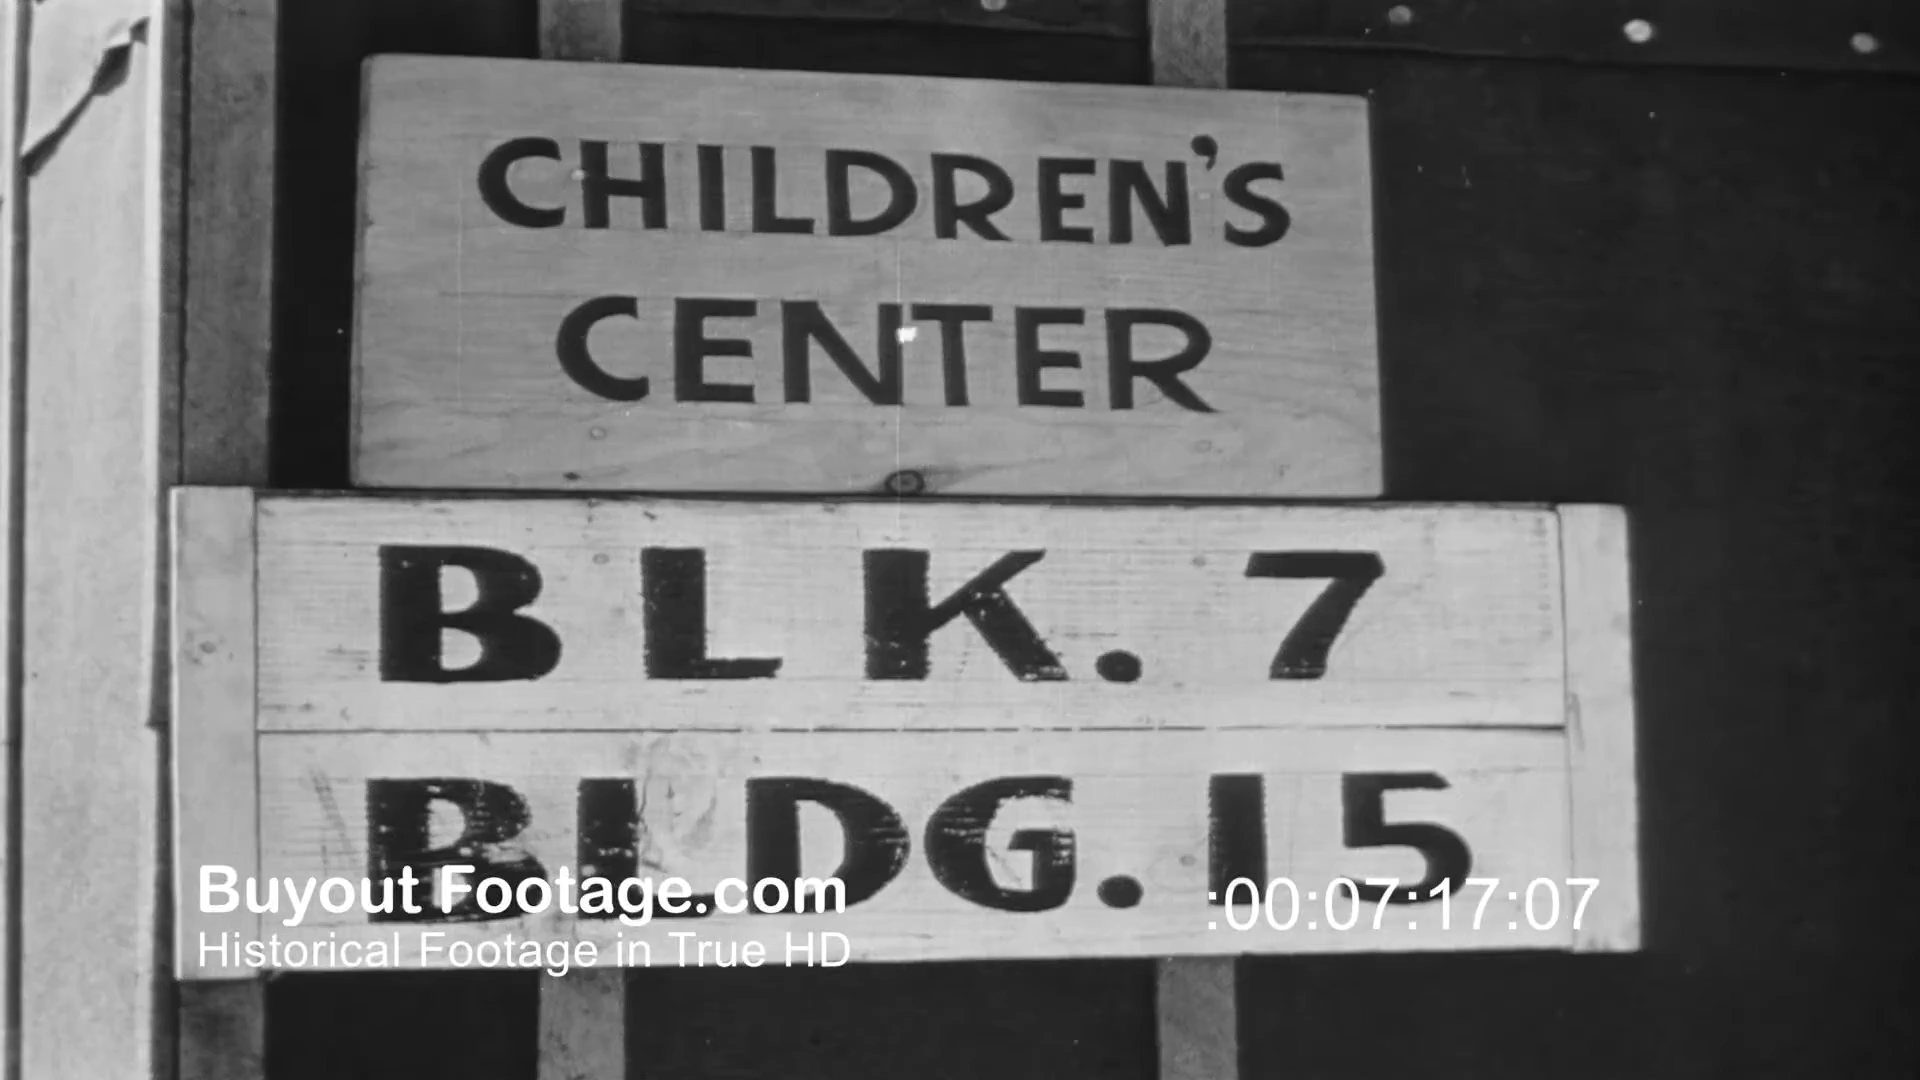 CHILDREN'S
CENTER
BLK. 7
BLDG. 15
Buyout Footage.com
Historical Footage in True HD
:00:07:17:07